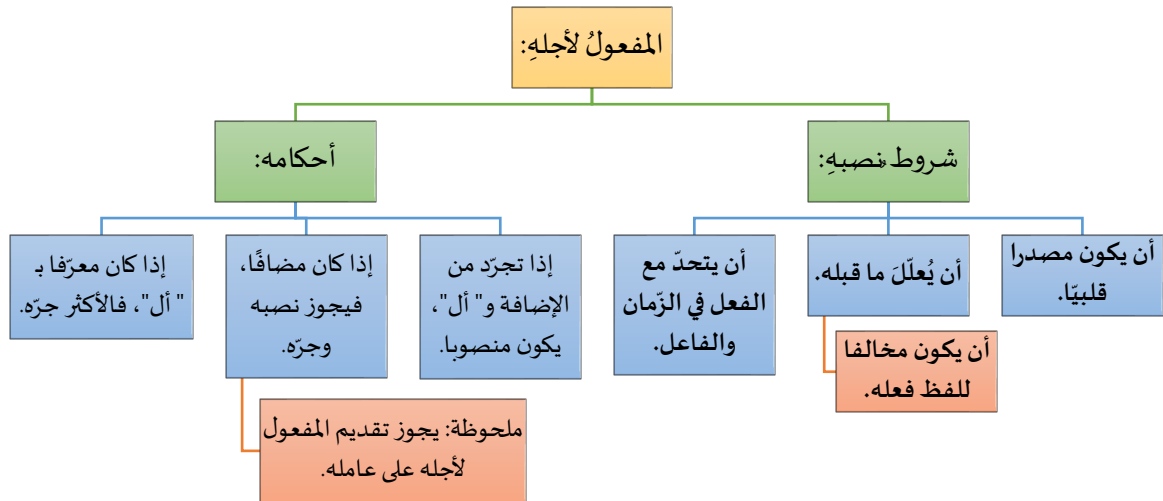 المفعولُ لأجلهِ:
شروط نصبهِ:
أحكامه:
أن يكون مصدرا
قلبيّا.
أن يُعلّلَ ما قبله.
أن يكون مخالفا
للفظ فعله.
أن يتحدّ مع
الفعل في الزّمان
والفاعل.
إذا تجرّد من
الإضافة و" أل"،
يكون منصوبا.
إذا كان مضافًا،
فيجوز نصبه
وجرّه.
ملحوظة: يجوز تقديم المفعول
لأجله على عامله.
إذا كان معرّفا بـ
" أل"، فالأكثر جرّه.